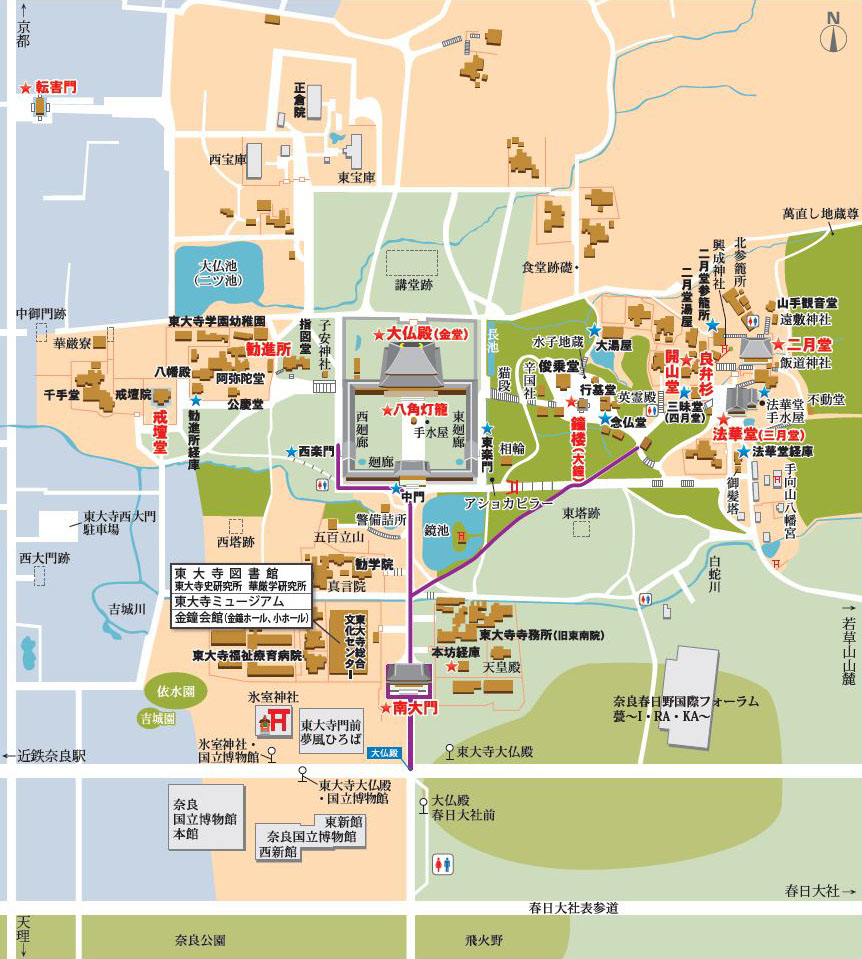 ↑京都
N
★転害門
正倉院
西宝庫
東宝庫
萬直し地蔵尊
大仏池
(二ツ池)
講堂跡
食堂跡礎
興成神社
北参籠所
二月堂参籠所
二月堂湯屋
山手観音堂
遠敷神社
★二月堂
飯道神社
中御門跡
華厳寮
東大寺学園幼稚園
指図堂
子安神社
★大仏殿(金堂)
長池
水子地蔵
大湯屋
勧進所
八幡殿
阿弥陀堂
公慶堂
千手堂
戒壇院
戒壇堂
勧進所経庫
★八角灯籠
手水屋
西廻廊
東廻廊
廻廊
猫段
辛国社
俊乗堂
行基堂
英霊殿
念仏堂
鐘楼(大鐘)
開山堂
良弁杉
三昧堂
(四月堂)
法華堂
手水屋
不動堂
法華堂(三月堂)
法華堂経庫
西楽門
東楽門
相輪
中門
アショカピラー
御髪塔
手向山八幡宮
東大寺西大門
駐車場
西大門跡
西塔跡
警備詰所
五百立山
鏡池
東塔跡
白蛇川
吉城川
勧学院
真言院
東大寺図書館
東大寺史研究所 華厳学研究所
東大寺ミュージアム
金鐘会館(金鐘ホール、小ホール)
東大寺総合
文化センター
東大寺福祉療育病院
東大寺寺務所(旧東南院)
本坊経庫
天皇殿
→若草山山麓
依水園
吉城園
氷室神社
★南大門
東大寺門前
夢風ひろば
奈良春日野国際フォーラム
甍〜I・RA・KA〜
←近鉄奈良駅
氷室神社・
国立博物館
大仏殿
東大寺大仏殿
東大寺大仏殿
・国立博物館
大仏殿
春日大社前
奈良
国立博物館
本館
東新館
奈良国立博物館
西新館
春日大社→
春日大社表参道
天理↓
奈良公園
飛火野